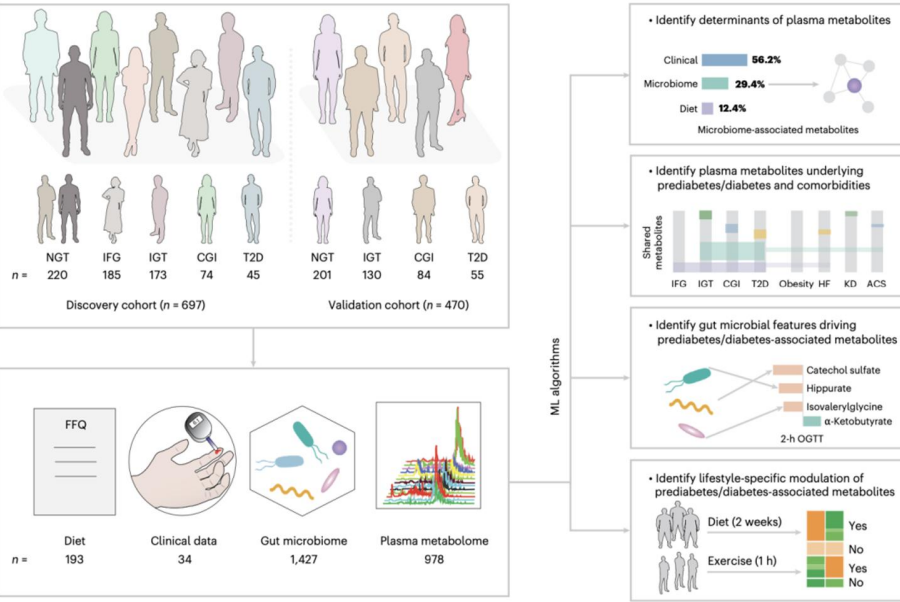 NGT IFG IGT CGI T2D
n = 220 185 173 74 45
Discovery cohort (n = 697)
NGT IGT CGI T2D
201 130 84 55
Validation cohort (n = 470)
FFQ
Diet Clinical data Gut microbiome Plasma metabolome
n = 193 34 1,427 978
ML algorithms
• Identify determinants of plasma metabolites
Clinical 56.2%
Microbiome 29.4%
Diet 12.4%
Microbiome-associated metabolites
• Identify plasma metabolites underlying
prediabetes/diabetes and comorbidities
Shared
metabolites
IFG IGT CGI T2D Obesity HF KD ACS
• Identify gut microbial features driving
prediabetes/diabetes-associated metabolites
Catechol sulfate
Hippurate
Isovalerylglycine
α-Ketobutyrate
2-h OGTT
• Identify lifestyle-specific modulation of
prediabetes/diabetes-associated metabolites
Diet (2 weeks)
Yes
No
Exercise (1 h)
Yes
No